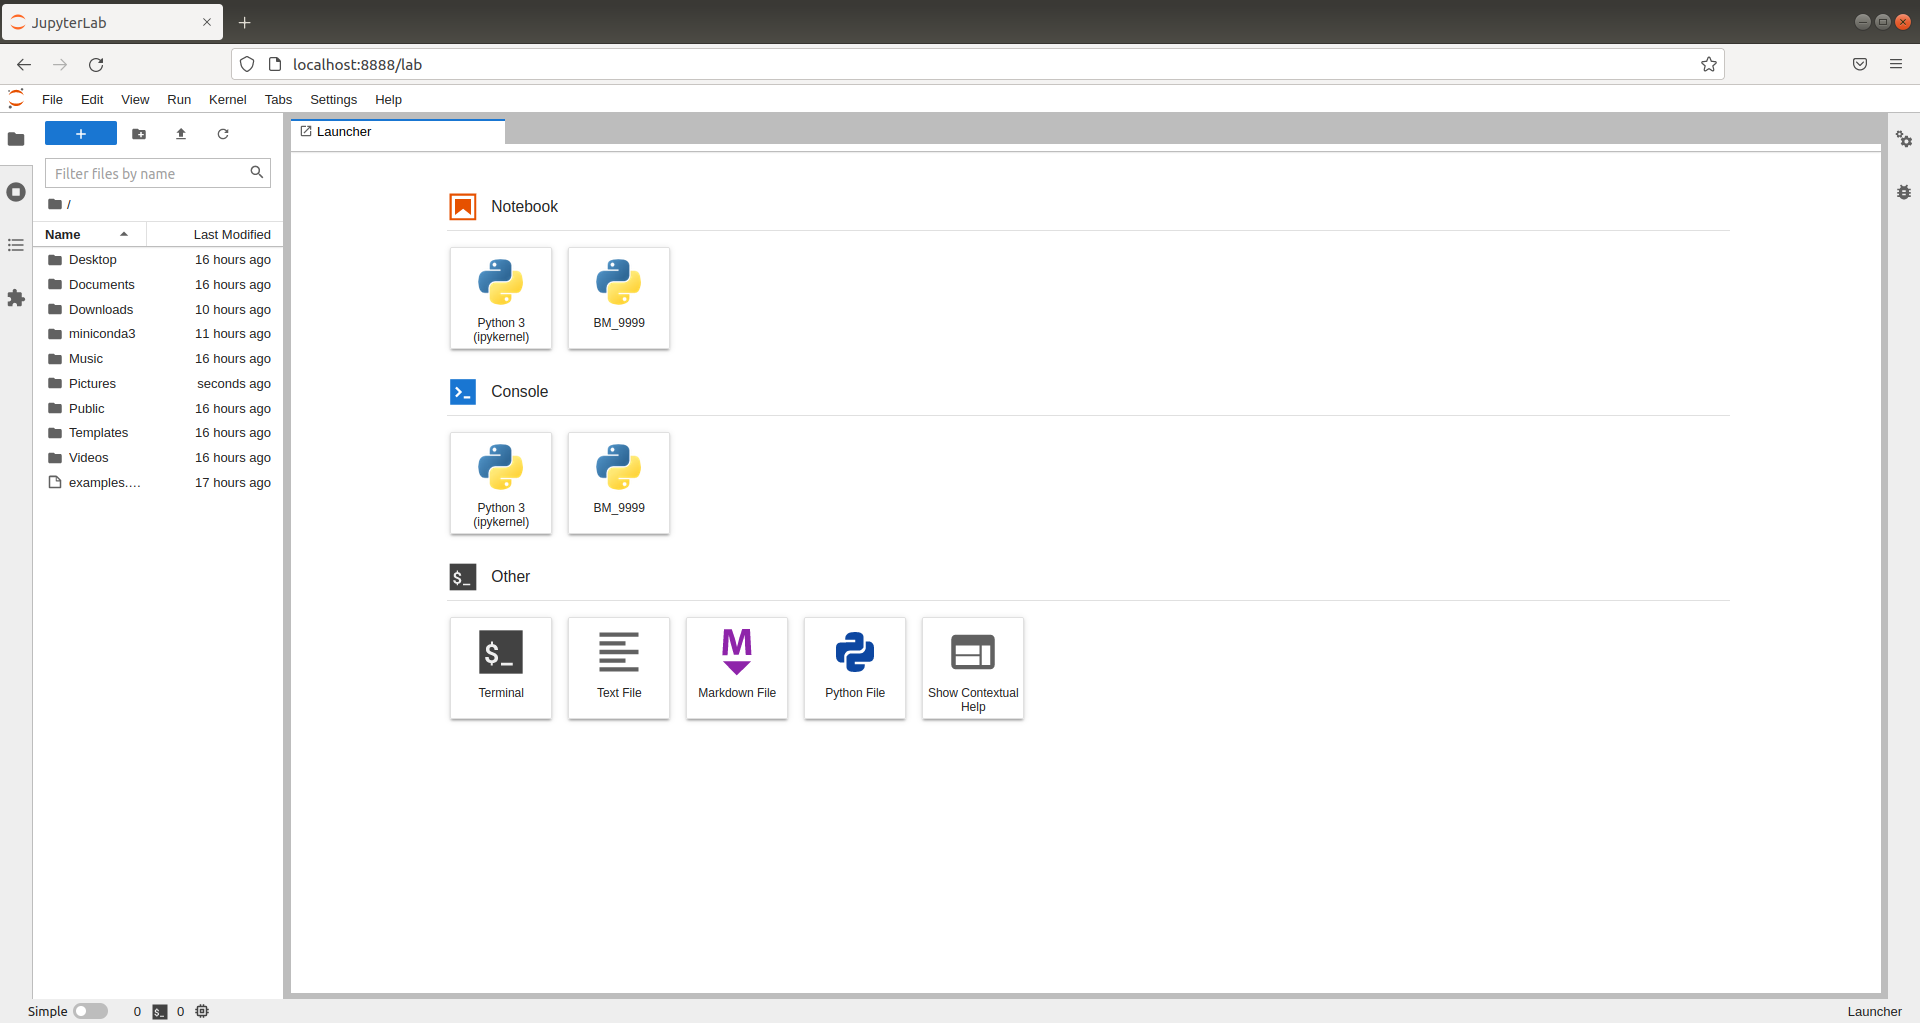 JupyterLab
localhost:8888/lab
File Edit View Run Kernel Tabs Settings Help
Launcher
Filter files by name
/
Name Last Modified
Desktop 16 hours ago
Documents 16 hours ago
Downloads 10 hours ago
miniconda3 11 hours ago
Music 16 hours ago
Pictures seconds ago
Public 16 hours ago
Templates 16 hours ago
Videos 16 hours ago
examples.… 17 hours ago
Notebook
Python 3
(ipykernel)
BM_9999
Console
Python 3
(ipykernel)
BM_9999
$_ Other
$_
Terminal
Text File
M
Markdown File
Python File
Show Contextual
Help
Simple 0 $_ 0
Launcher